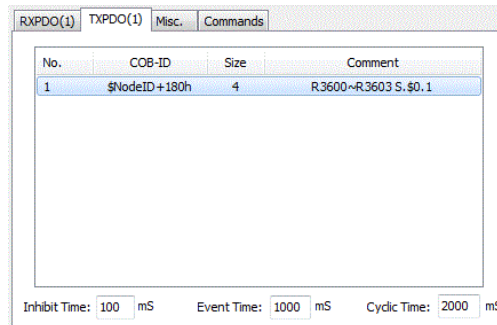 RXPDO(1) TXPDO(1) Misc. Commands
No. COB-ID Size Comment
1 $NodeID+180h 4 R3600~R3603 S.$0.1
Inhibit Time: 100 mS Event Time: 1000 mS Cyclic Time: 2000 mS